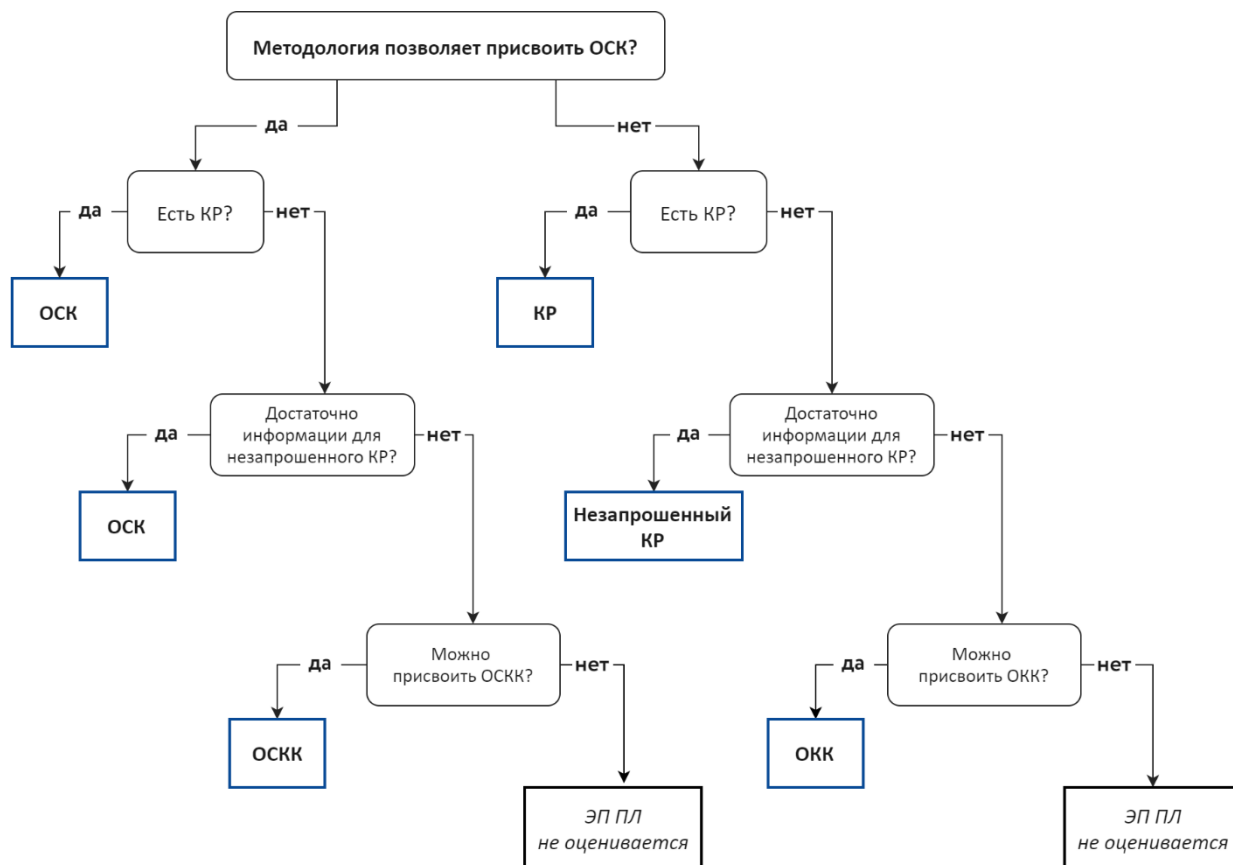 Методология позволяет присвоить ОСК?
да
нет
Есть КР?
Есть КР?
да
нет
да
нет
ОСК
КР
Достаточно
информации для
незапрошенного КР?
Достаточно
информации для
незапрошенного КР?
да
нет
да
нет
ОСК
Незапрошенный
КР
Можно
присвоить ОСКК?
Можно
присвоить ОКК?
да
нет
да
нет
ОСКК
ОКК
ЭП ПЛ
не оценивается
ЭП ПЛ
не оценивается